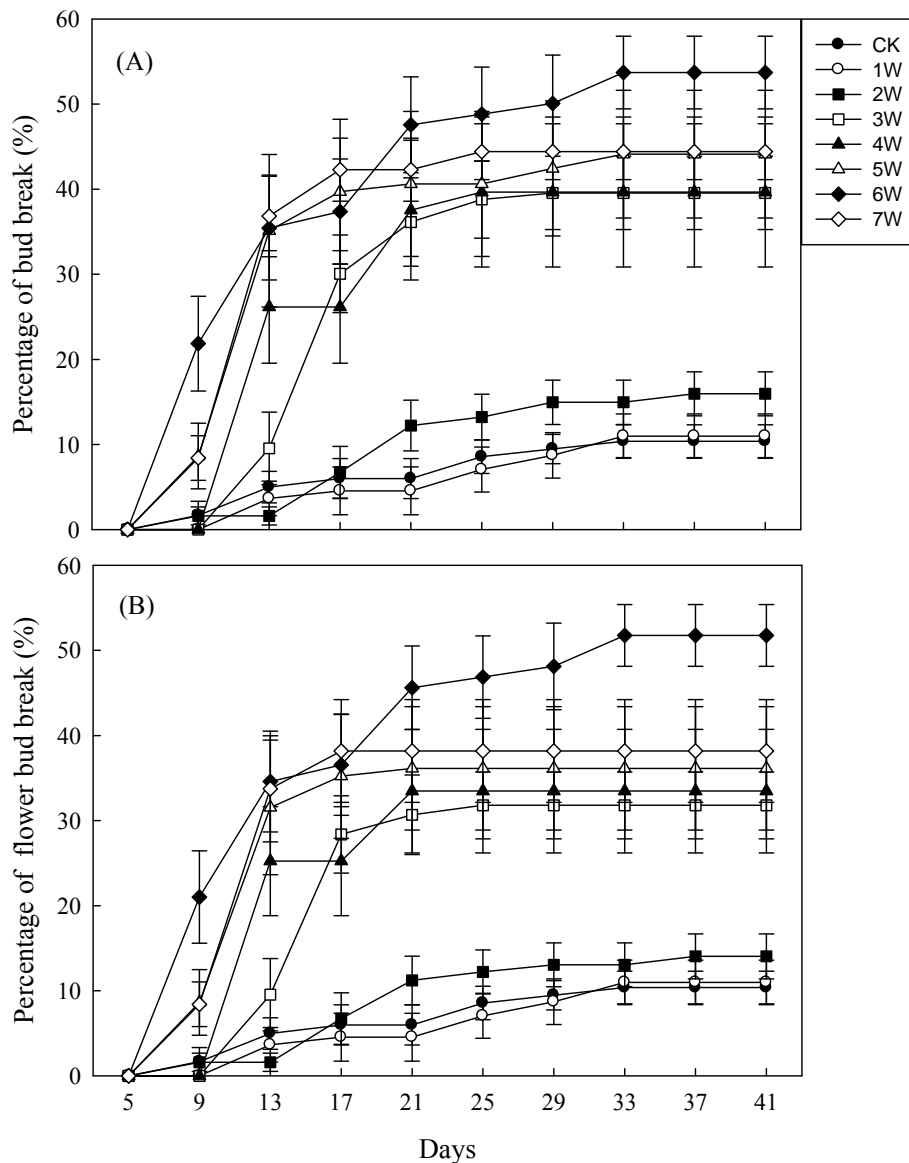 60
50
40
30
20
10
0
Percentage of bud break (%)
(A)
CK
1W
2W
3W
4W
5W
6W
7W
60
50
40
30
20
10
0
Percentage of flower bud break (%)
(B)
5 9 13 17 21 25 29 33 37 41
Days